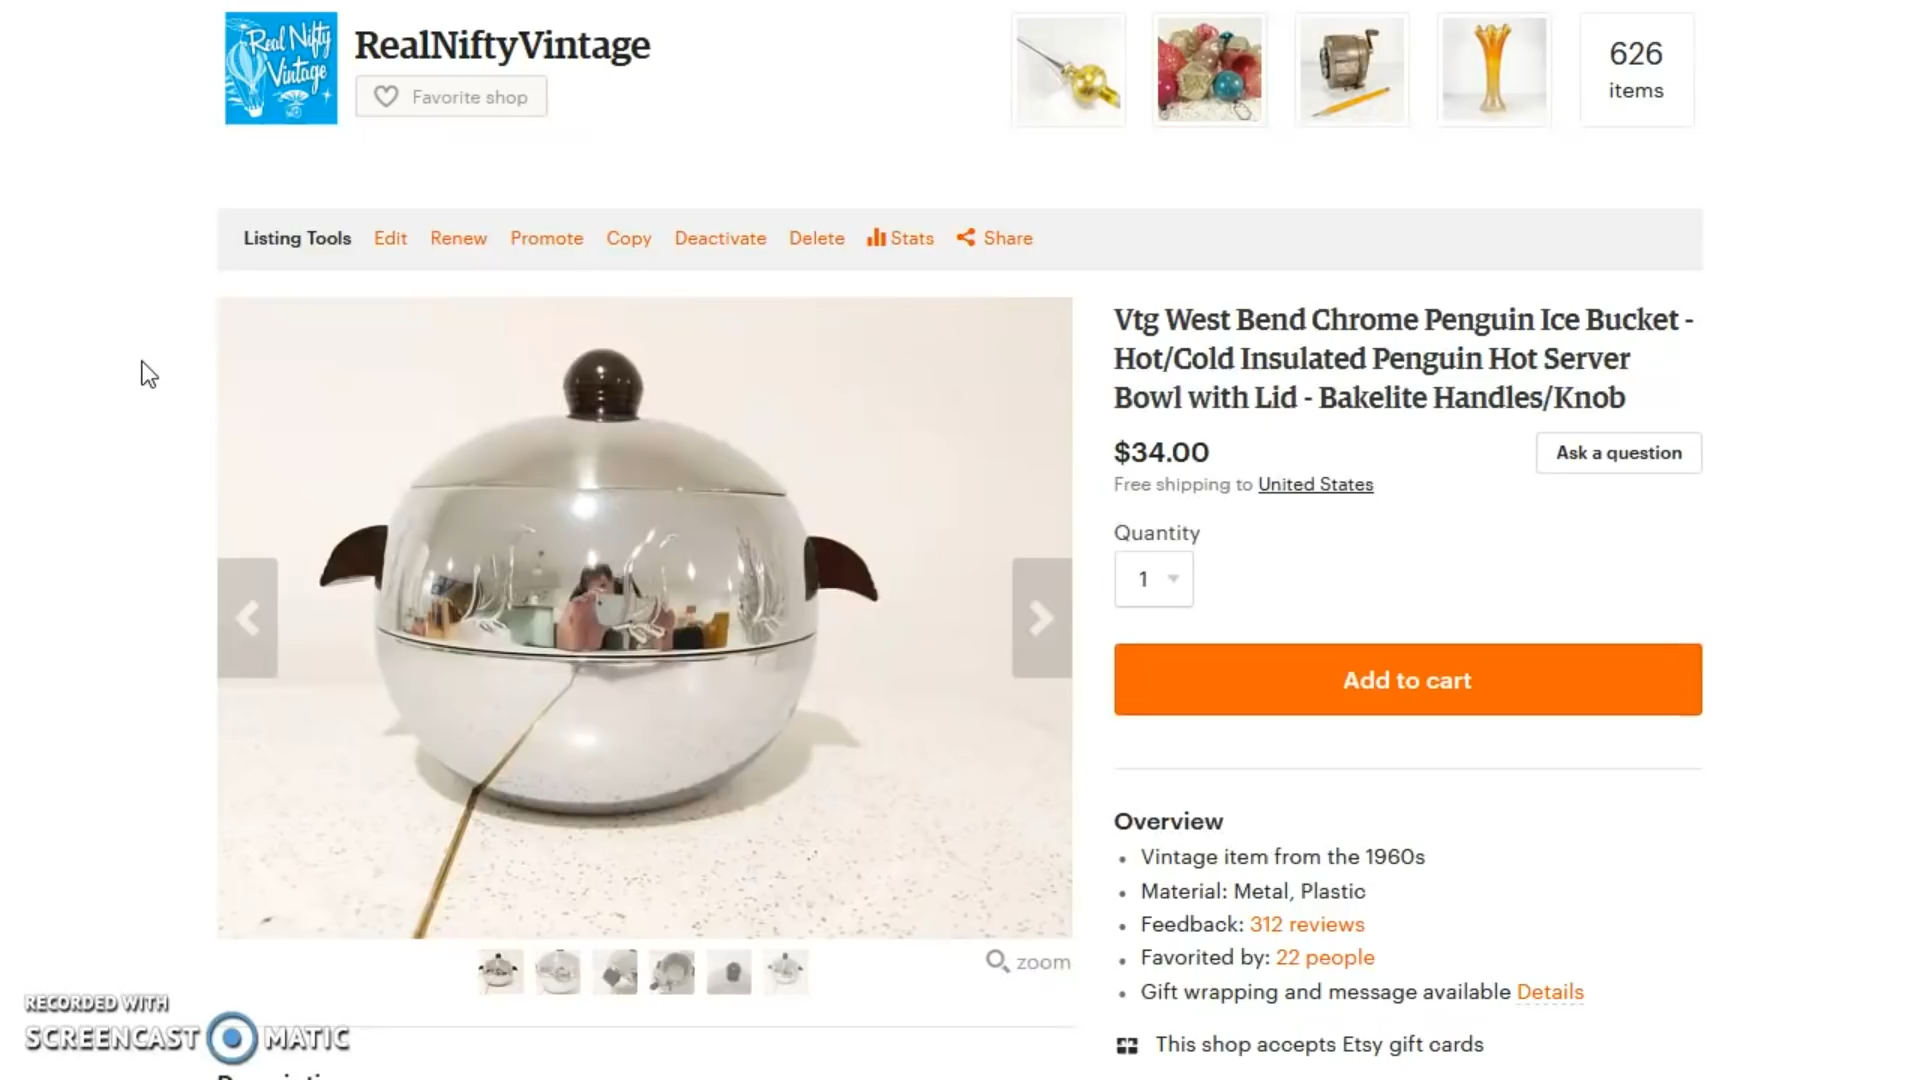 Real Nifty
Vintage
RealNiftyVintage
Favorite shop
626
items
Listing Tools Edit Renew Promote Copy Deactivate Delete Stats Share
Vtg West Bend Chrome Penguin Ice Bucket -
Hot/Cold Insulated Penguin Hot Server
Bowl with Lid - Bakelite Handles/Knob
$34.00
Ask a question
Free shipping to United States
Quantity
1
Add to cart
Overview
• Vintage item from the 1960s
• Material: Metal, Plastic
• Feedback: 312 reviews
• Favorited by: 22 people
• Gift wrapping and message available Details
This shop accepts Etsy gift cards
zoom
RECORDED WITH
SCREENCAST MATIC